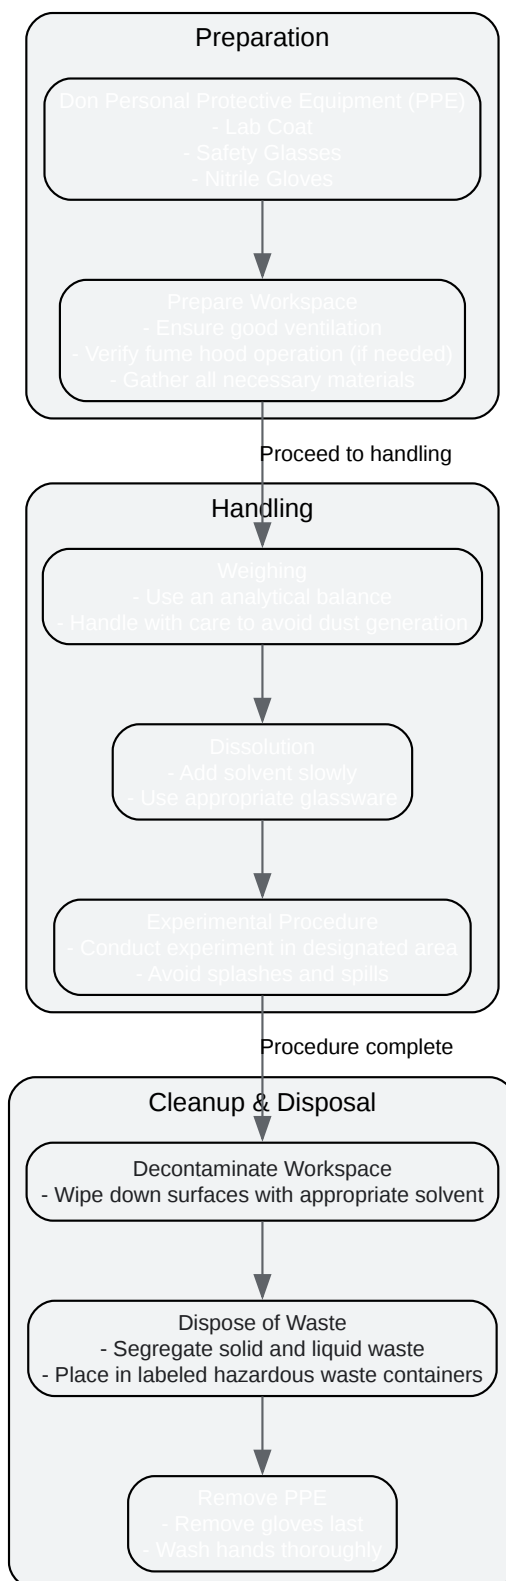 Preparation
Don Personal Protective Equipment (PPE)
- Lab Coat
- Safety Glasses
- Nitrile Gloves
Prepare Workspace
- Ensure good ventilation
- Verify fume hood operation (if needed)
- Gather all necessary materials
Proceed to handling
Handling
Weighing
- Use an analytical balance
- Handle with care to avoid dust generation
Dissolution
- Add solvent slowly
- Use appropriate glassware
Experimental Procedure
- Conduct experiment in designated area
- Avoid splashes and spills
Procedure complete
Cleanup & Disposal
Decontaminate Workspace
- Wipe down surfaces with appropriate solvent
Dispose of Waste
- Segregate solid and liquid waste
- Place in labeled hazardous waste containers
Remove PPE
- Remove gloves last
- Wash hands thoroughly